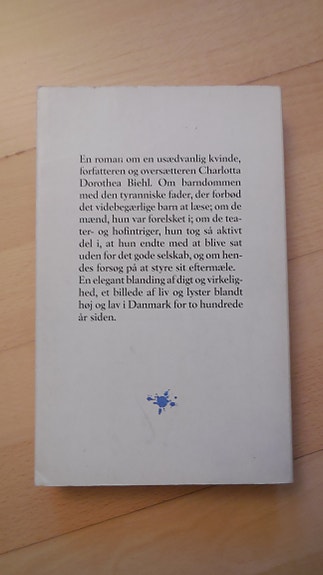 En roman om en usædvanlig kvinde,
forfatteren og oversætteren Charlotta
Dorothea Biehl. Om barndommen
med den tyranniske fader, der forbød
det videbegærlige barn at læse; om de
mænd, hun var forelsket i; om de tea-
ter- og hofintriger, hun tog så aktivt
del i, at hun endte med at blive sat
uden for det gode selskab, og om hen-
des forsøg på at styre sit eftermæle.
En elegant blanding af digt og virkelig-
hed, et billede af liv og lyster blandt
høj og lav i Danmark for to hundrede
år siden.